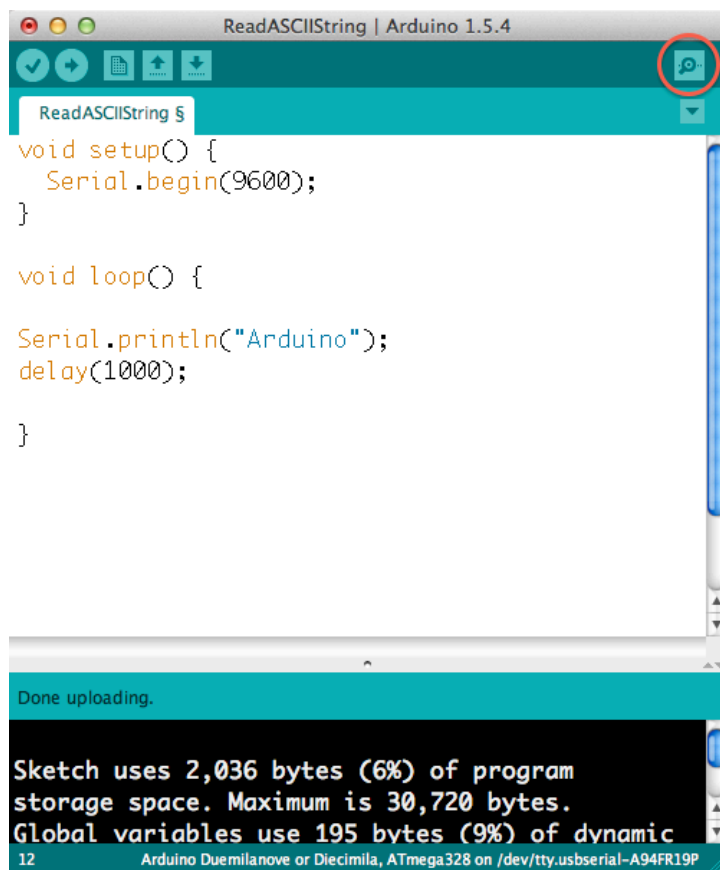 ReadASCIIString | Arduino 1.5.4
ReadASCIIString §
void setup() {
  Serial.begin(9600);
}
void loop() {
Serial.println("Arduino");
delay(1000);
}
Done uploading.
Sketch uses 2,036 bytes (6%) of program
storage space. Maximum is 30,720 bytes.
Global variables use 195 bytes (9%) of dynamic
12 Arduino Duemilanove or Diecimila, ATmega328 on /dev/tty.usbserial-A94FR19P